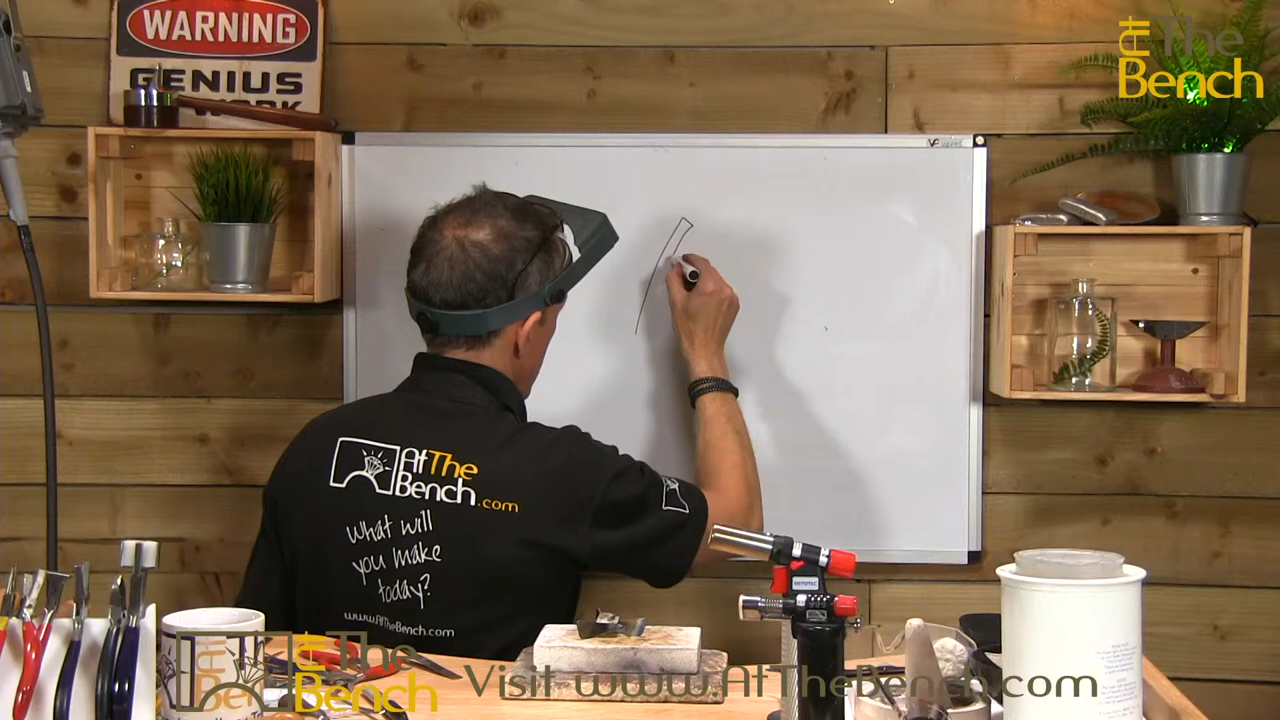 WARNING
GENIUS
WORK
At The
Bench
AtThe
Bench.com
What will
you make
today?
www.AtTheBench.com
At The
Bench
Visit www.AtTheBench.com